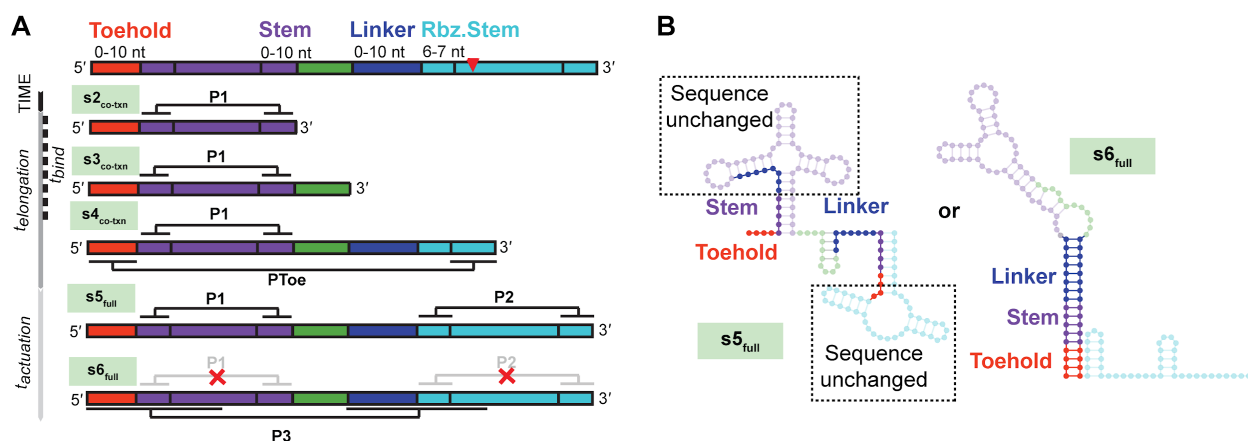 A
Toehold Stem Linker Rbz.Stem
0-10 nt 0-10 nt 0-10 nt 6-7 nt
5′ 3′
TIME
telongation
tbind
tactuation
s2co-txn
P1
5′ 3′
s3co-txn
P1
5′ 3′
s4co-txn
P1
5′ 3′
PToe
s5full
P1 P2
5′ 3′
s6full
P1 P2
5′ 3′
P3
B
Sequence
unchanged
Stem
Linker
Toehold
s5full
Sequence
unchanged
or
s6full
Linker
Stem
Toehold